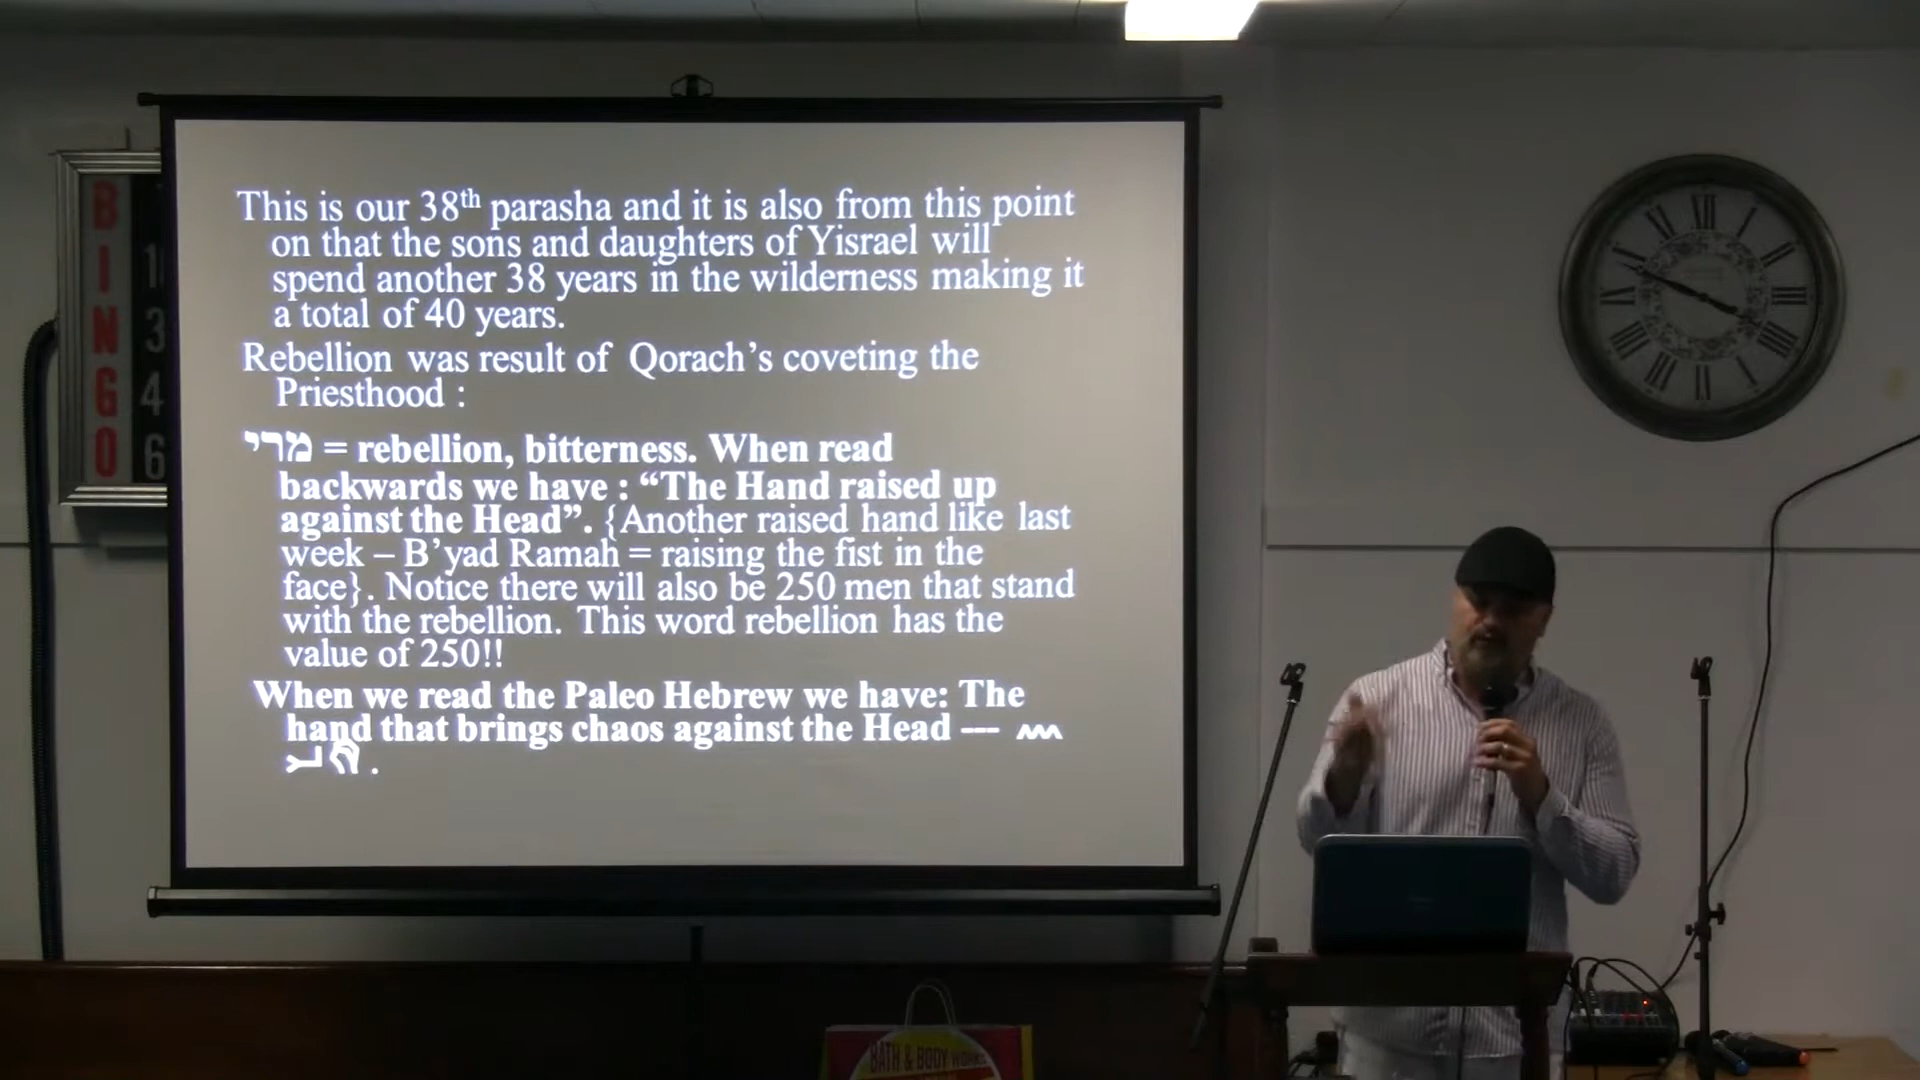 This is our 38th parasha and it is also from this point
on that the sons and daughters of Yisrael will
spend another 38 years in the wilderness making it
a total of 40 years.
Rebellion was result of Qorach’s coveting the
Priesthood :
מרי = rebellion, bitterness. When read
backwards we have : “The Hand raised up
against the Head”. {Another raised hand like last
week – B’yad Ramah = raising the fist in the
face}. Notice there will also be 250 men that stand
with the rebellion. This word rebellion has the
value of 250!!
When we read the Paleo Hebrew we have: The
hand that brings chaos against the Head ---
.
B
I 1
N 3
G 4
O 6
XII
BATH & BODY WORKS